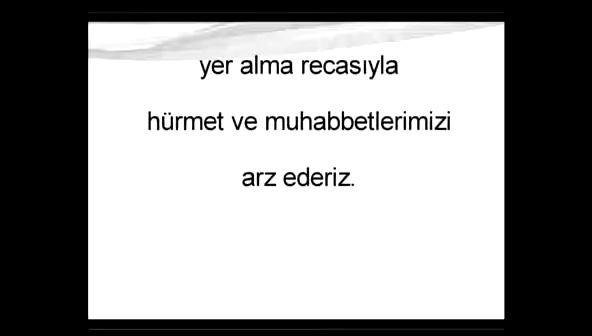 yer alma recasıyla
hürmet ve muhabbetlerimizi
arz ederiz.